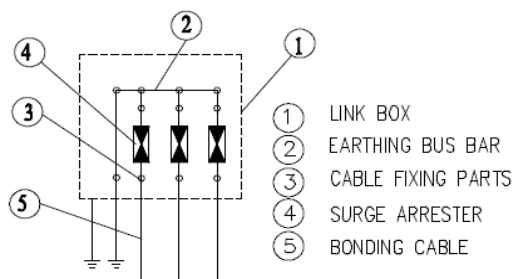 2
1
4
3
5
1 LINK BOX
2 EARTHING BUS BAR
3 CABLE FIXING PARTS
4 SURGE ARRESTER
5 BONDING CABLE